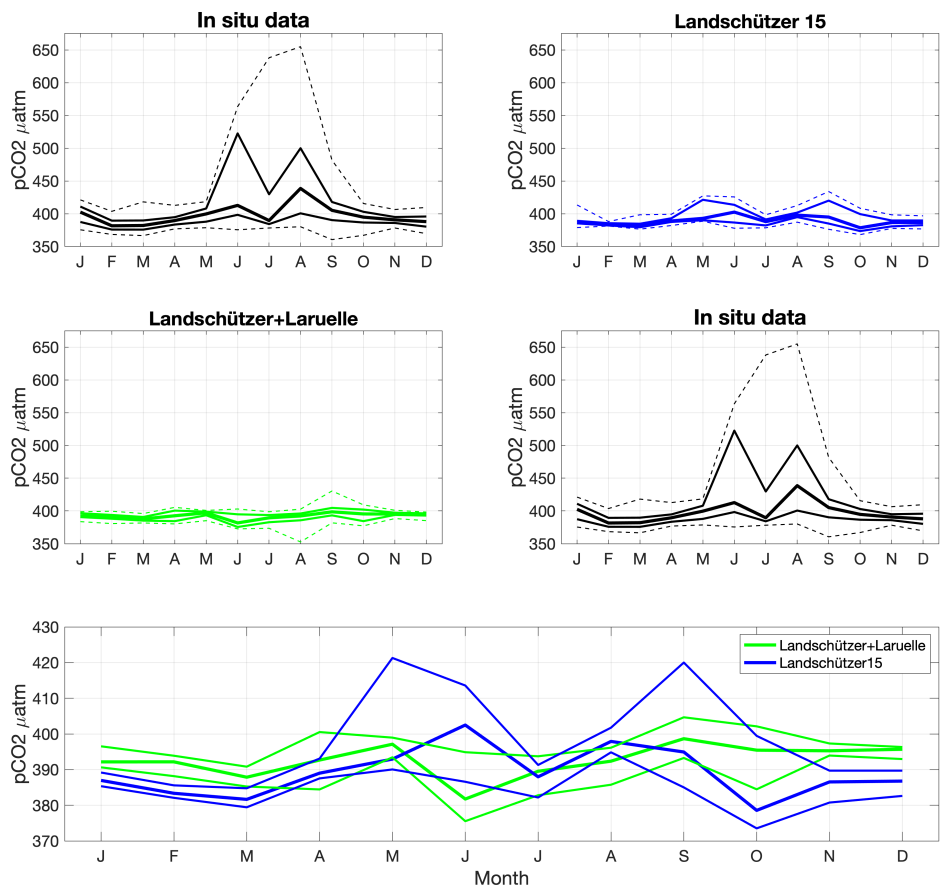 In situ data
pCO2 μatm
650
600
550
500
450
400
350
J F M A M J J A S O N D
Landschützer 15
pCO2 μatm
650
600
550
500
450
400
350
J F M A M J J A S O N D
Landschützer+Laruelle
pCO2 μatm
650
600
550
500
450
400
350
J F M A M J J A S O N D
In situ data
pCO2 μatm
650
600
550
500
450
400
350
J F M A M J J A S O N D
pCO2 μatm
430
420
410
400
390
380
370
Landschützer+Laruelle
Landschützer15
J F M A M J J A S O N D
Month